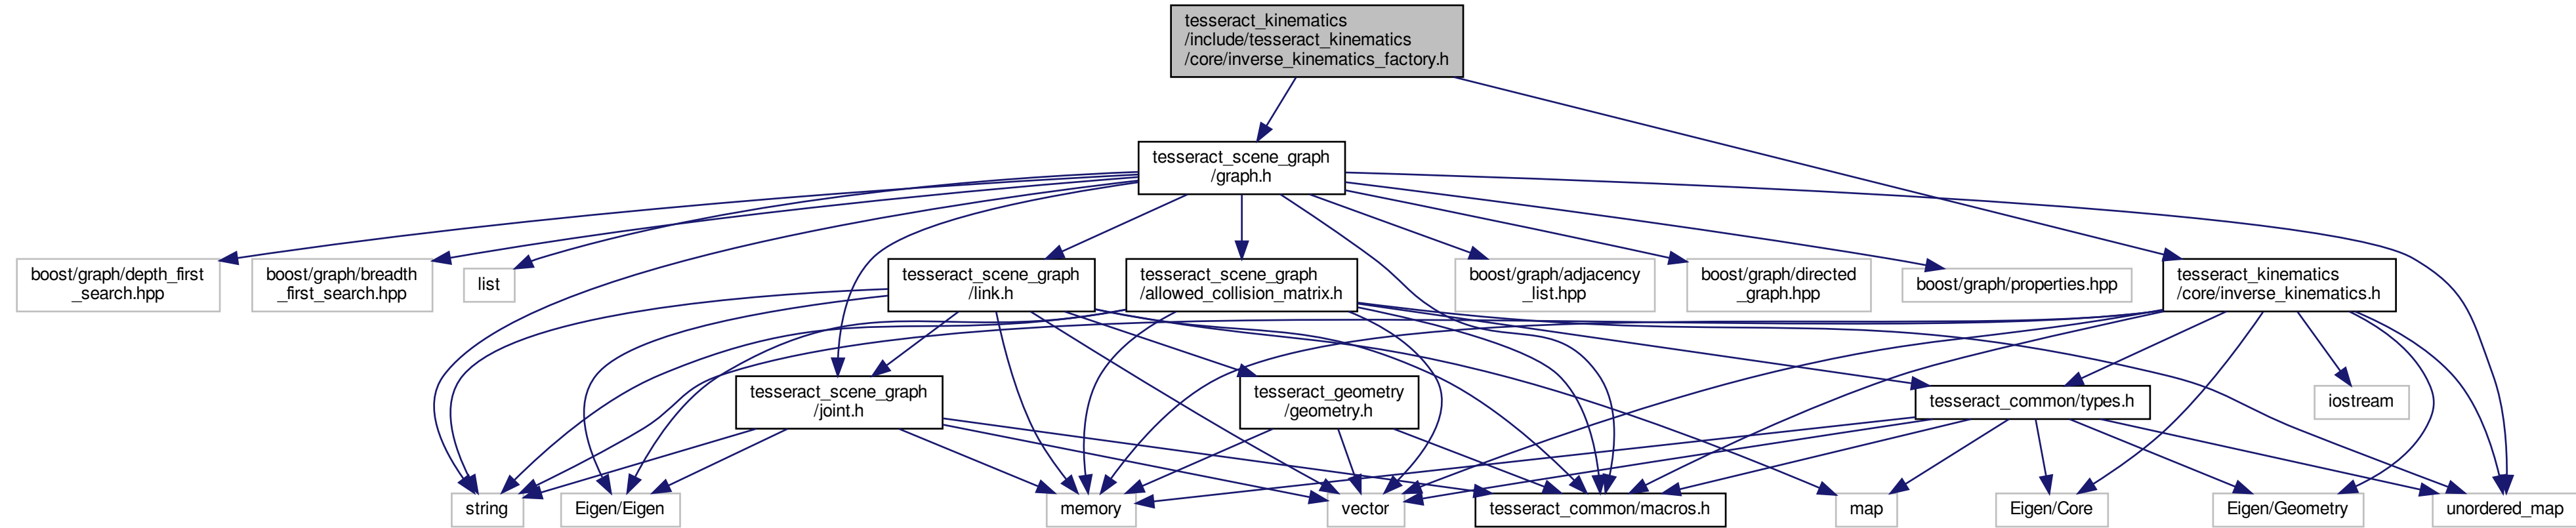 tesseract_kinematics
/include/tesseract_kinematics
/core/inverse_kinematics_factory.h
tesseract_scene_graph
/graph.h
boost/graph/depth_first
_search.hpp
boost/graph/breadth
_first_search.hpp
list
tesseract_scene_graph
/link.h
tesseract_scene_graph
/allowed_collision_matrix.h
boost/graph/adjacency
_list.hpp
boost/graph/directed
_graph.hpp
boost/graph/properties.hpp
tesseract_kinematics
/core/inverse_kinematics.h
tesseract_scene_graph
/joint.h
tesseract_geometry
/geometry.h
tesseract_common/types.h
iostream
string
Eigen/Eigen
memory
vector
tesseract_common/macros.h
map
Eigen/Core
Eigen/Geometry
unordered_map